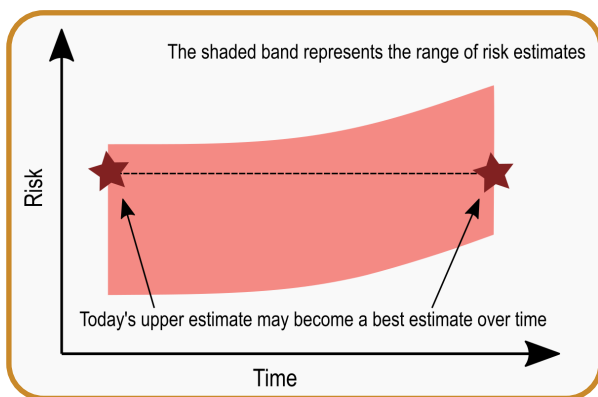 The shaded band represents the range of risk estimates
Risk
Today's upper estimate may become a best estimate over time
Time